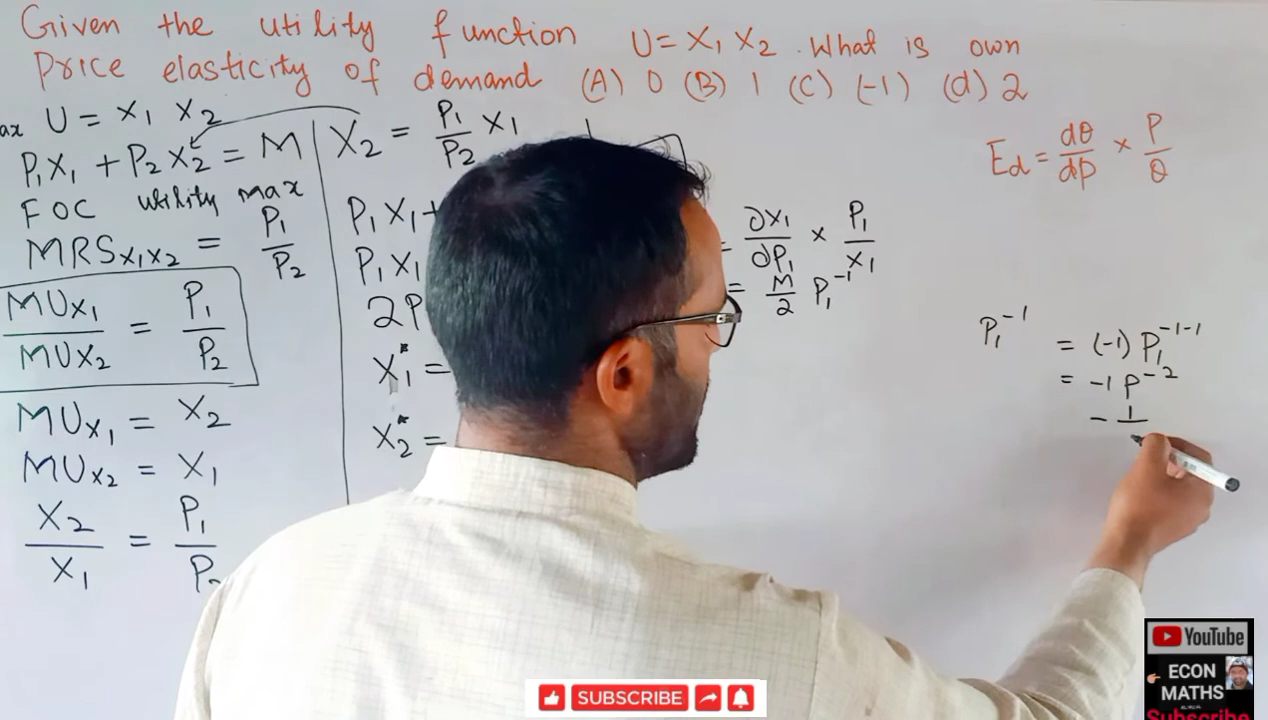 Given the utility function U = X₁ X₂ . What is own
Price elasticity of demand (A) 0 (B) 1 (C) (-1) (d) 2
ax U = X₁ X₂
P₁X₁ + P₂X₂ = M
FOC utility max
MRSx₁x₂ = P₁/P₂
MUx₁/MUx₂ = P₁/P₂
MUx₁ = X₂
MUx₂ = X₁
X₂/X₁ = P₁/P₂
X₂ = P₁/P₂ X₁
P₁X₁+
P₁X₁
2P
X₁* =
X₂* =
Ed = dθ/dp × P/θ
= ∂X₁/∂P₁ × P₁/X₁
= M/2 P₁⁻¹
P₁⁻¹ = (-1) P₁⁻¹⁻¹
= -1 P⁻²
- 1
YouTube
ECON
MATHS
Subscribe
SUBSCRIBE